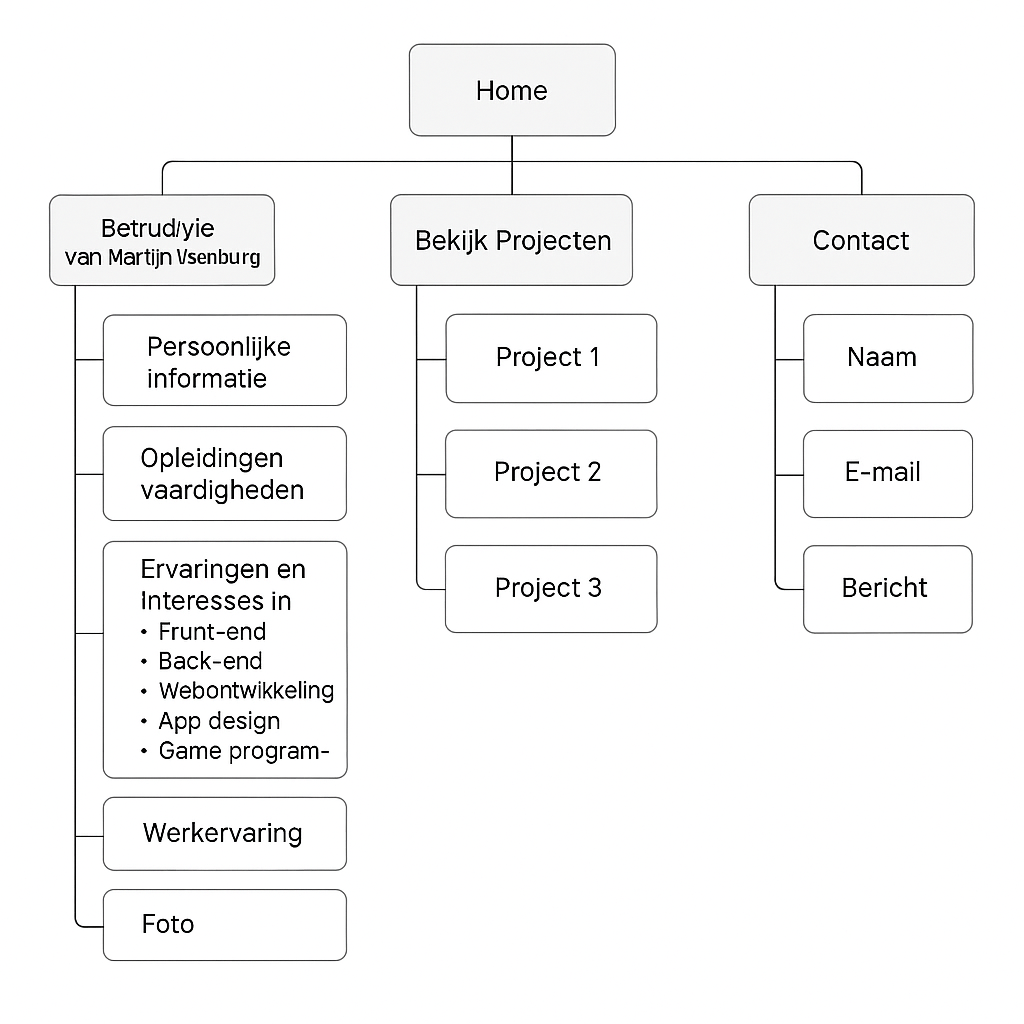 Home
Betrud/yie
van Martijn Vsenburg
Bekijk Projecten
Contact
Persoonlijke
informatie
Opleidingen
vaardigheden
Ervaringen en
Interesses in
• Frunt-end
• Back-end
• Webontwikkeling
• App design
• Game program-
Werkervaring
Foto
Project 1
Project 2
Project 3
Naam
E-mail
Bericht